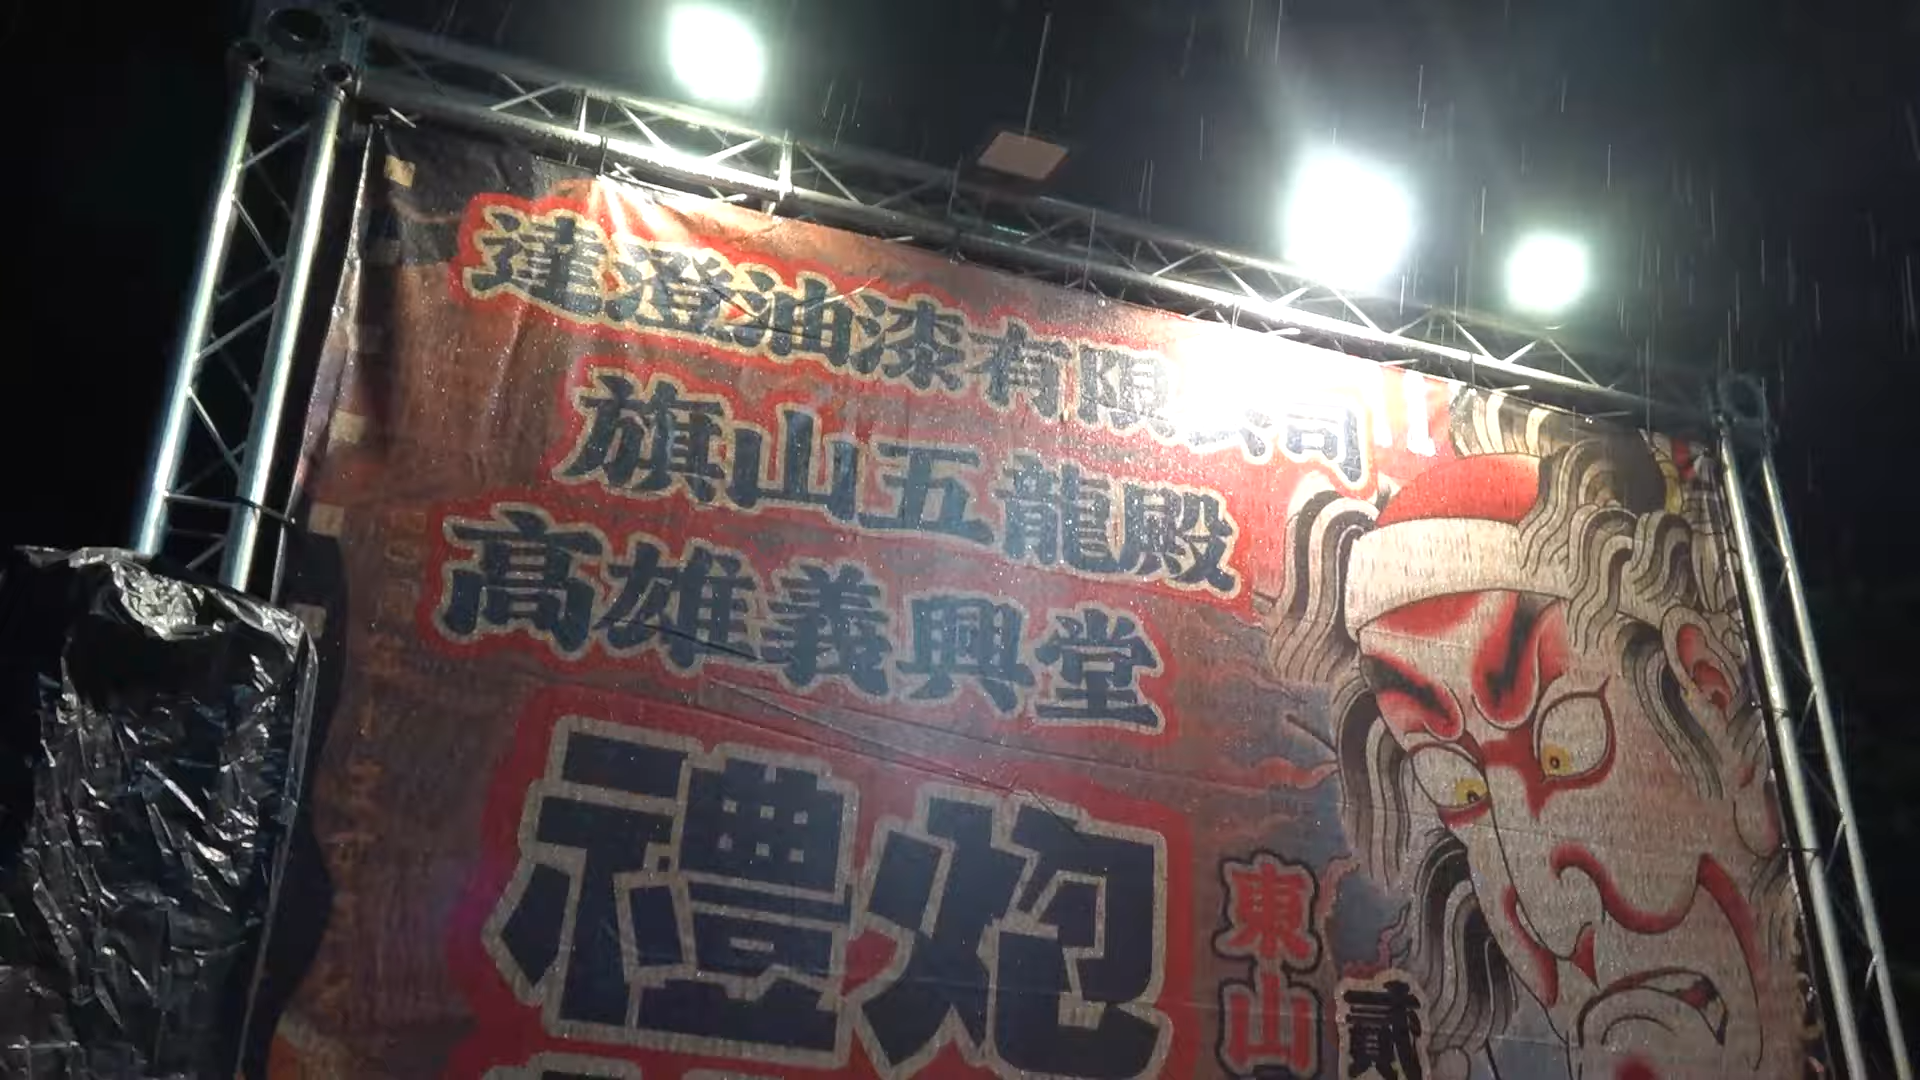 達澄油漆有限公司
旗山五龍殿
高雄義興堂
禮炮
東山
貳